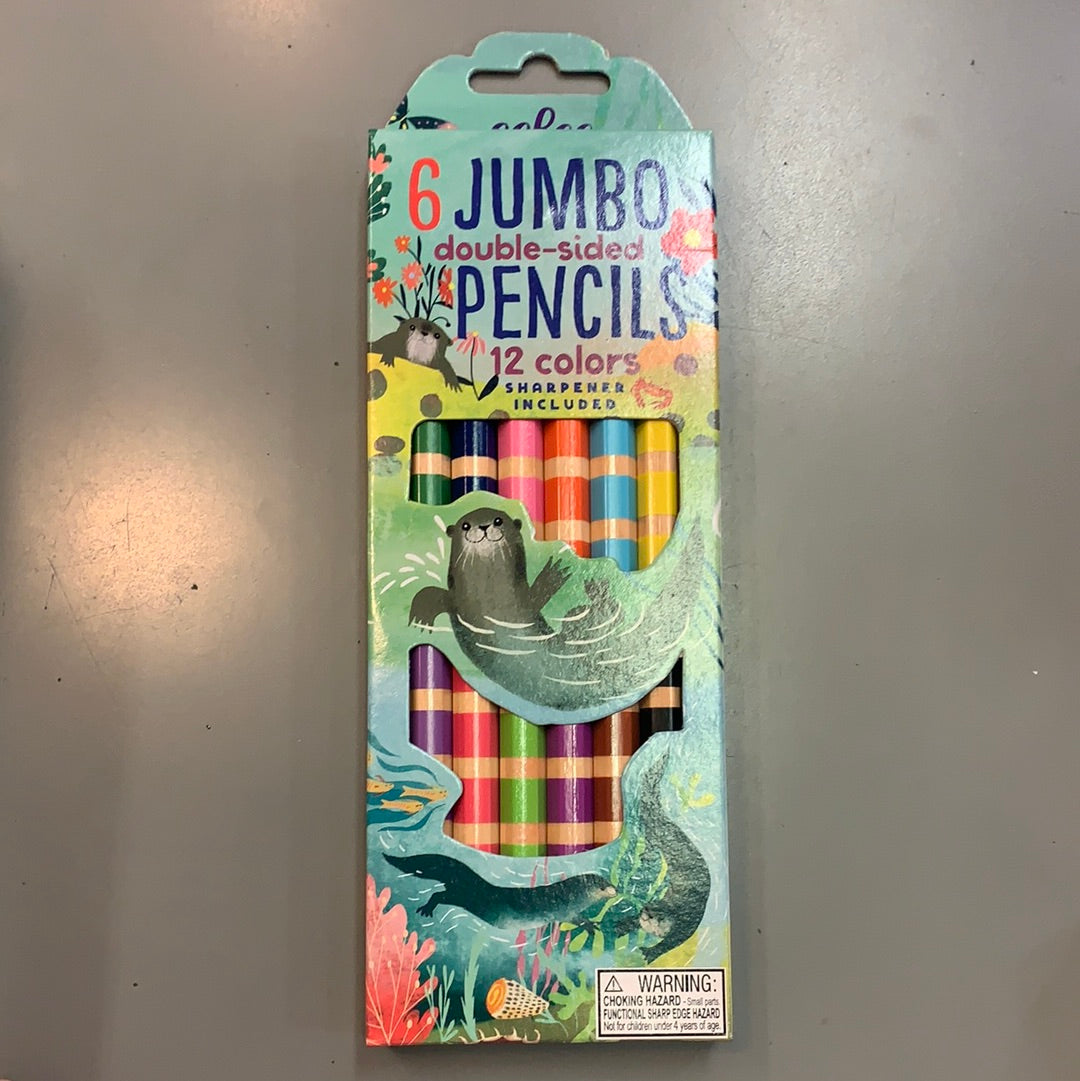 6 JUMBO
double-sided
PENCILS
12 colors
SHARPENER
INCLUDED
⚠ WARNING:
CHOKING HAZARD - Small parts.
FUNCTIONAL SHARP EDGE HAZARD
Not for children under 4 years of age.